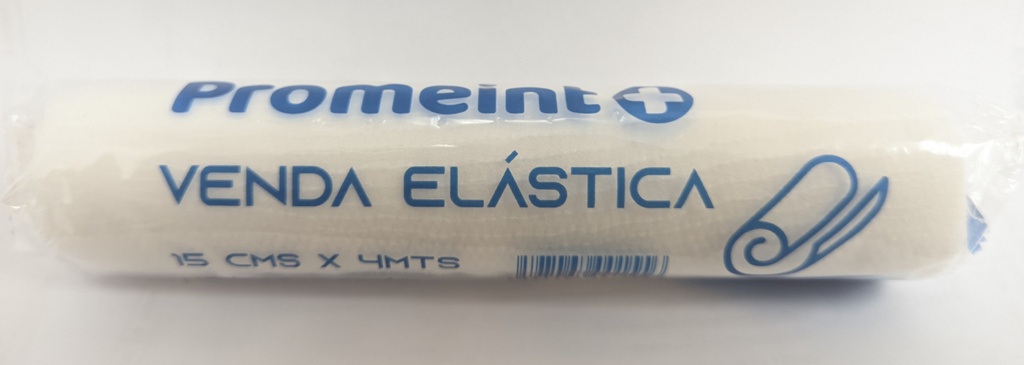 Promeint
VENDA ELÁSTICA
15 CMS X 4MTS